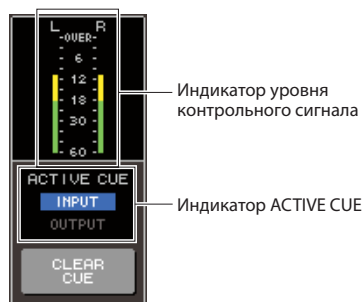 L R
-OVER-
6
12
18
30
60
Индикатор уровня
контрольного сигнала
ACTIVE CUE
INPUT
OUTPUT
Индикатор ACTIVE CUE
CLEAR
CUE